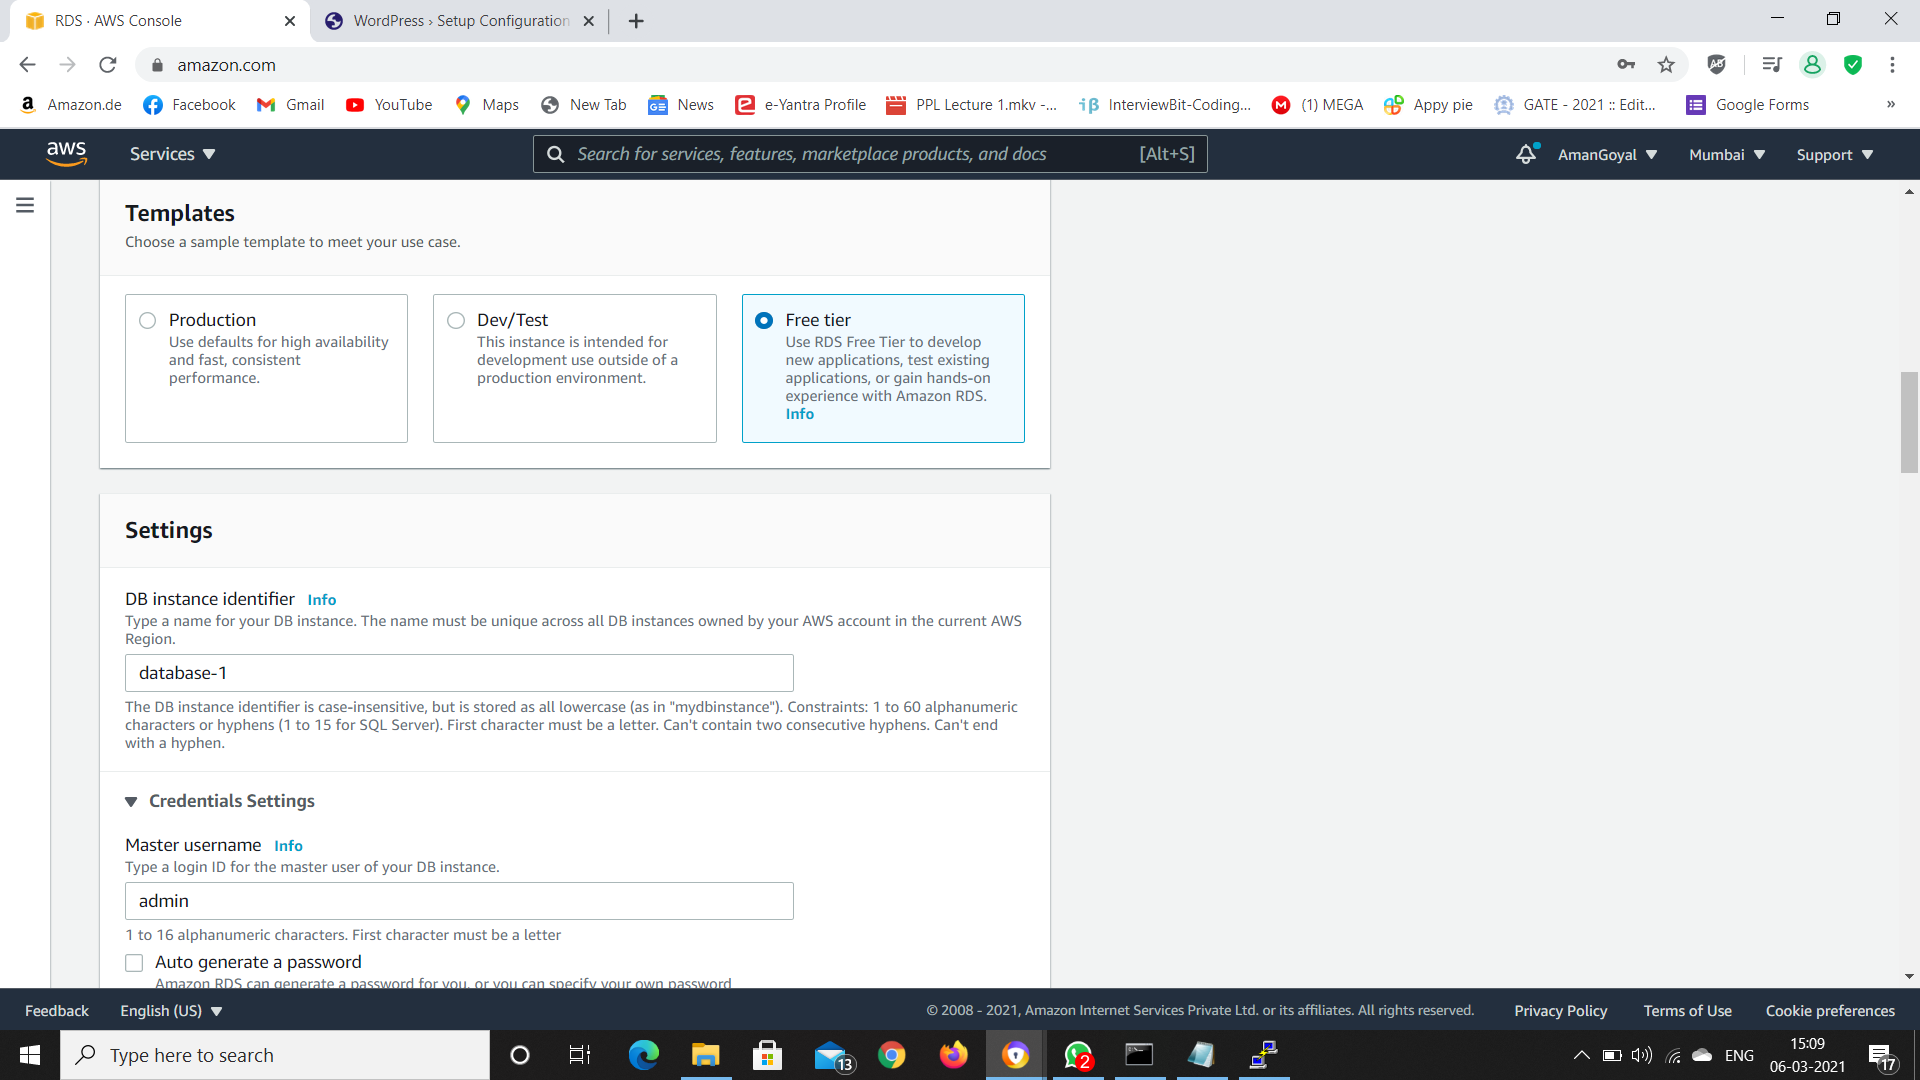 RDS · AWS Console
WordPress › Setup Configuration
amazon.com
Amazon.de
Facebook
Gmail
YouTube
Maps
New Tab
News
e-Yantra Profile
PPL Lecture 1.mkv -...
InterviewBit-Coding...
(1) MEGA
Appy pie
GATE - 2021 :: Edit...
Google Forms
»
aws
Services
Search for services, features, marketplace products, and docs
[Alt+S]
AmanGoyal
Mumbai
Support
Templates
Choose a sample template to meet your use case.
Production
Use defaults for high availability
and fast, consistent
performance.
Dev/Test
This instance is intended for
development use outside of a
production environment.
Free tier
Use RDS Free Tier to develop
new applications, test existing
applications, or gain hands-on
experience with Amazon RDS.
Info
Settings
DB instance identifier Info
Type a name for your DB instance. The name must be unique across all DB instances owned by your AWS account in the current AWS
Region.
database-1
The DB instance identifier is case-insensitive, but is stored as all lowercase (as in "mydbinstance"). Constraints: 1 to 60 alphanumeric
characters or hyphens (1 to 15 for SQL Server). First character must be a letter. Can't contain two consecutive hyphens. Can't end
with a hyphen.
Credentials Settings
Master username Info
Type a login ID for the master user of your DB instance.
admin
1 to 16 alphanumeric characters. First character must be a letter
Auto generate a password
Amazon RDS can generate a password for you, or you can specify your own password
Feedback
English (US)
© 2008 - 2021, Amazon Internet Services Private Ltd. or its affiliates. All rights reserved.
Privacy Policy
Terms of Use
Cookie preferences
Type here to search
13
2
ENG
15:09
06-03-2021
17